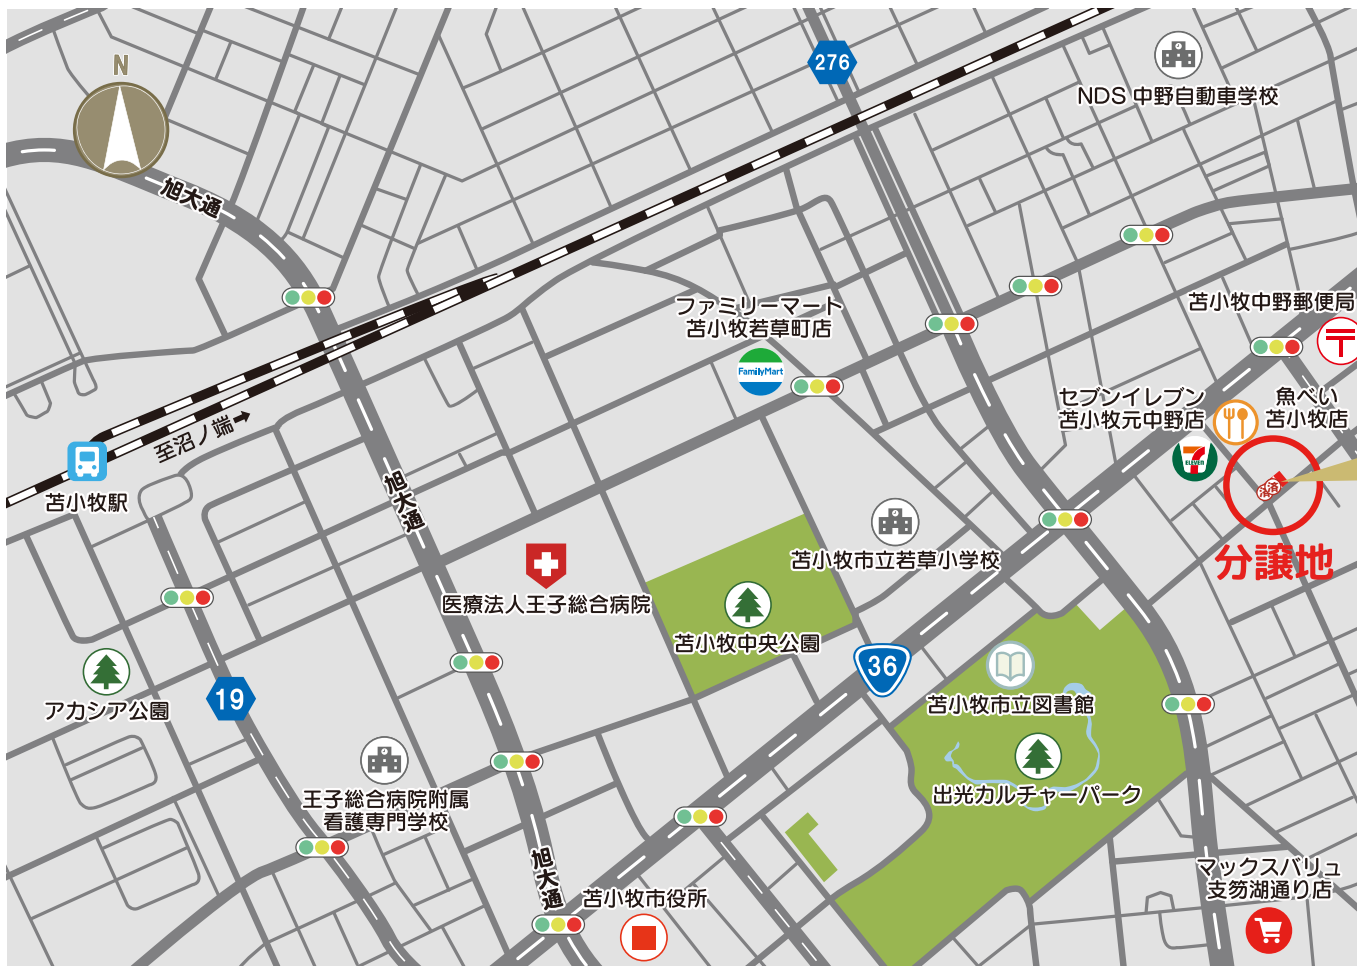 N
276
NDS 中野自動車学校
旭大通
ファミリーマート
苫小牧若草町店
FamilyMart
苫小牧中野郵便局
セブンイレブン
苫小牧元中野店
ELEVEN
魚べい
苫小牧店
至沼ノ端
苫小牧駅
旭大通
分譲地
苫小牧市立若草小学校
医療法人王子総合病院
苫小牧中央公園
36
アカシア公園
19
苫小牧市立図書館
出光カルチャーパーク
王子総合病院附属
看護専門学校
旭大通
苫小牧市役所
マックスバリュ
支笏湖通り店